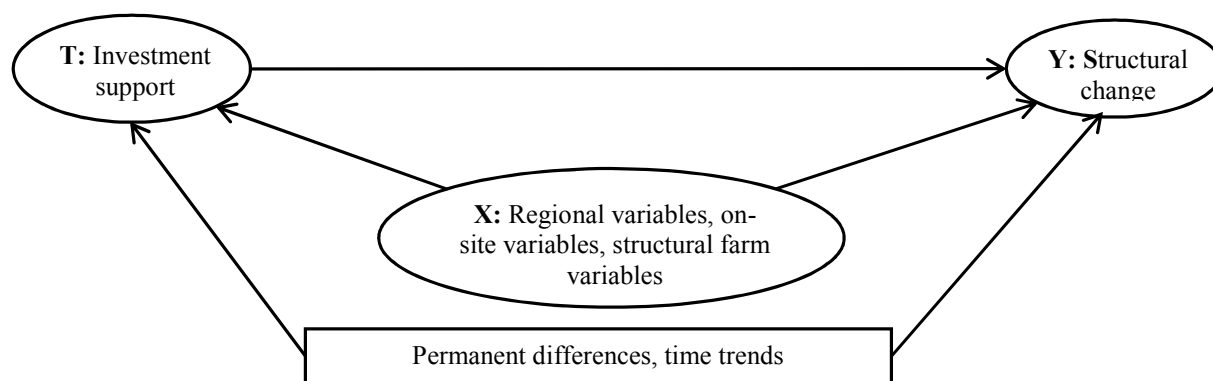 T: Investment
support
Y: Structural
change
X: Regional variables, on-
site variables, structural farm
variables
Permanent differences, time trends